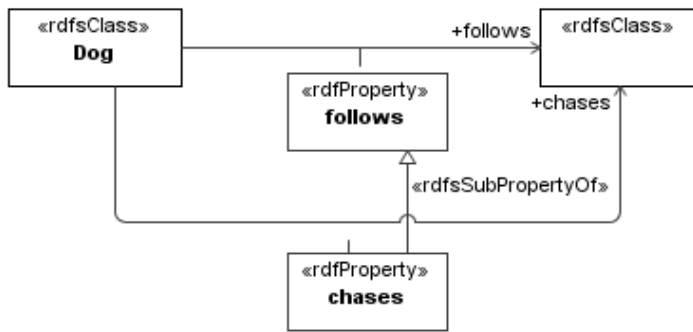 «rdfsClass»
Dog
+follows
«rdfsClass»
«rdfProperty»
follows
+chases
«rdfsSubPropertyOf»
«rdfProperty»
chases